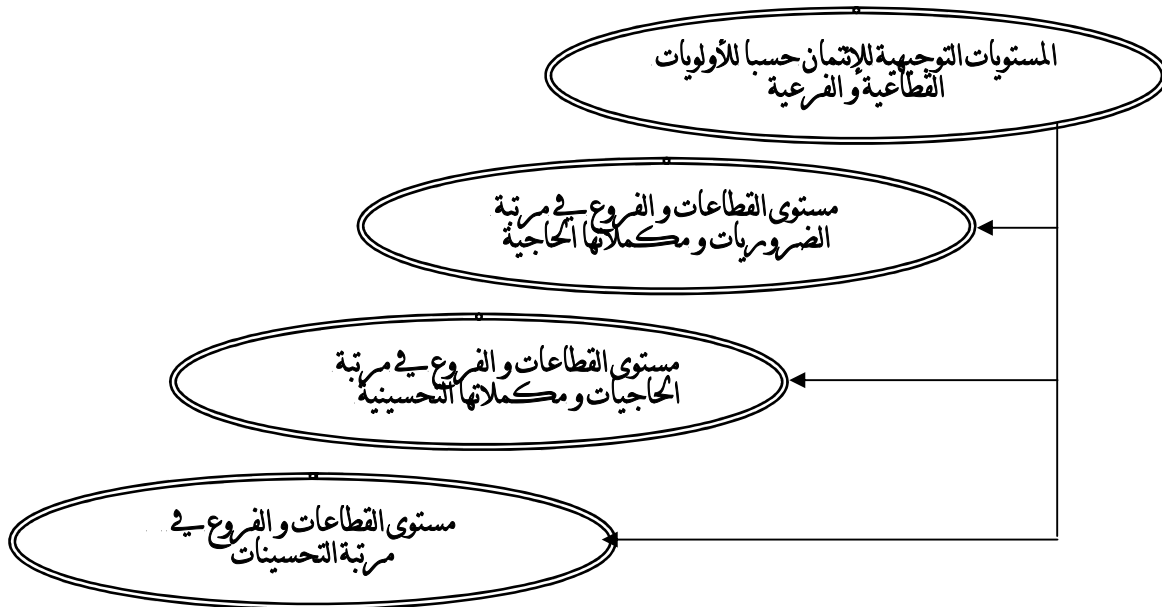 المستويات التوجيهية للإئتمان حسبا للأولويات
القطاعية و الفرعية
مستوى القطاعات و الفروع في مرتبة
الضروريات و مكملاتها الحاجية
مستوى القطاعات و الفروع في مرتبة
الحاجيات و مكملاتها التحسينية
مستوى القطاعات و الفروع في
مرتبة التحسينات